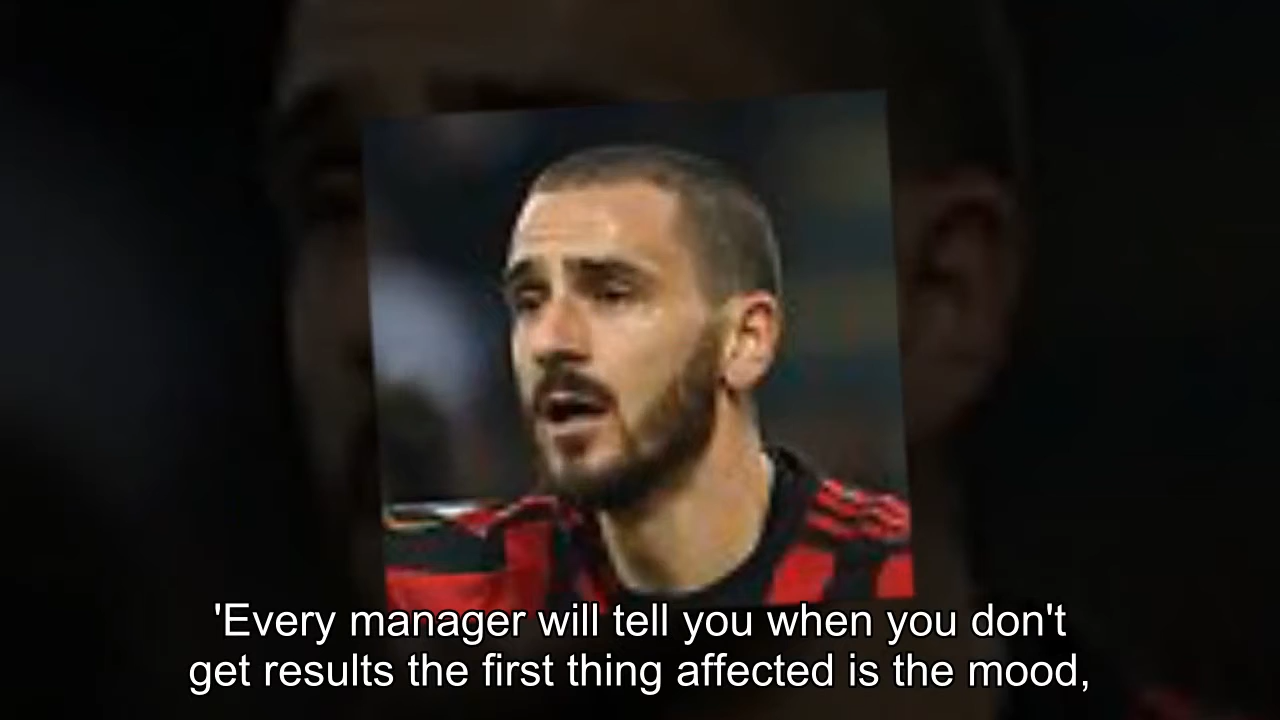 'Every manager will tell you when you don't
get results the first thing affected is the mood,